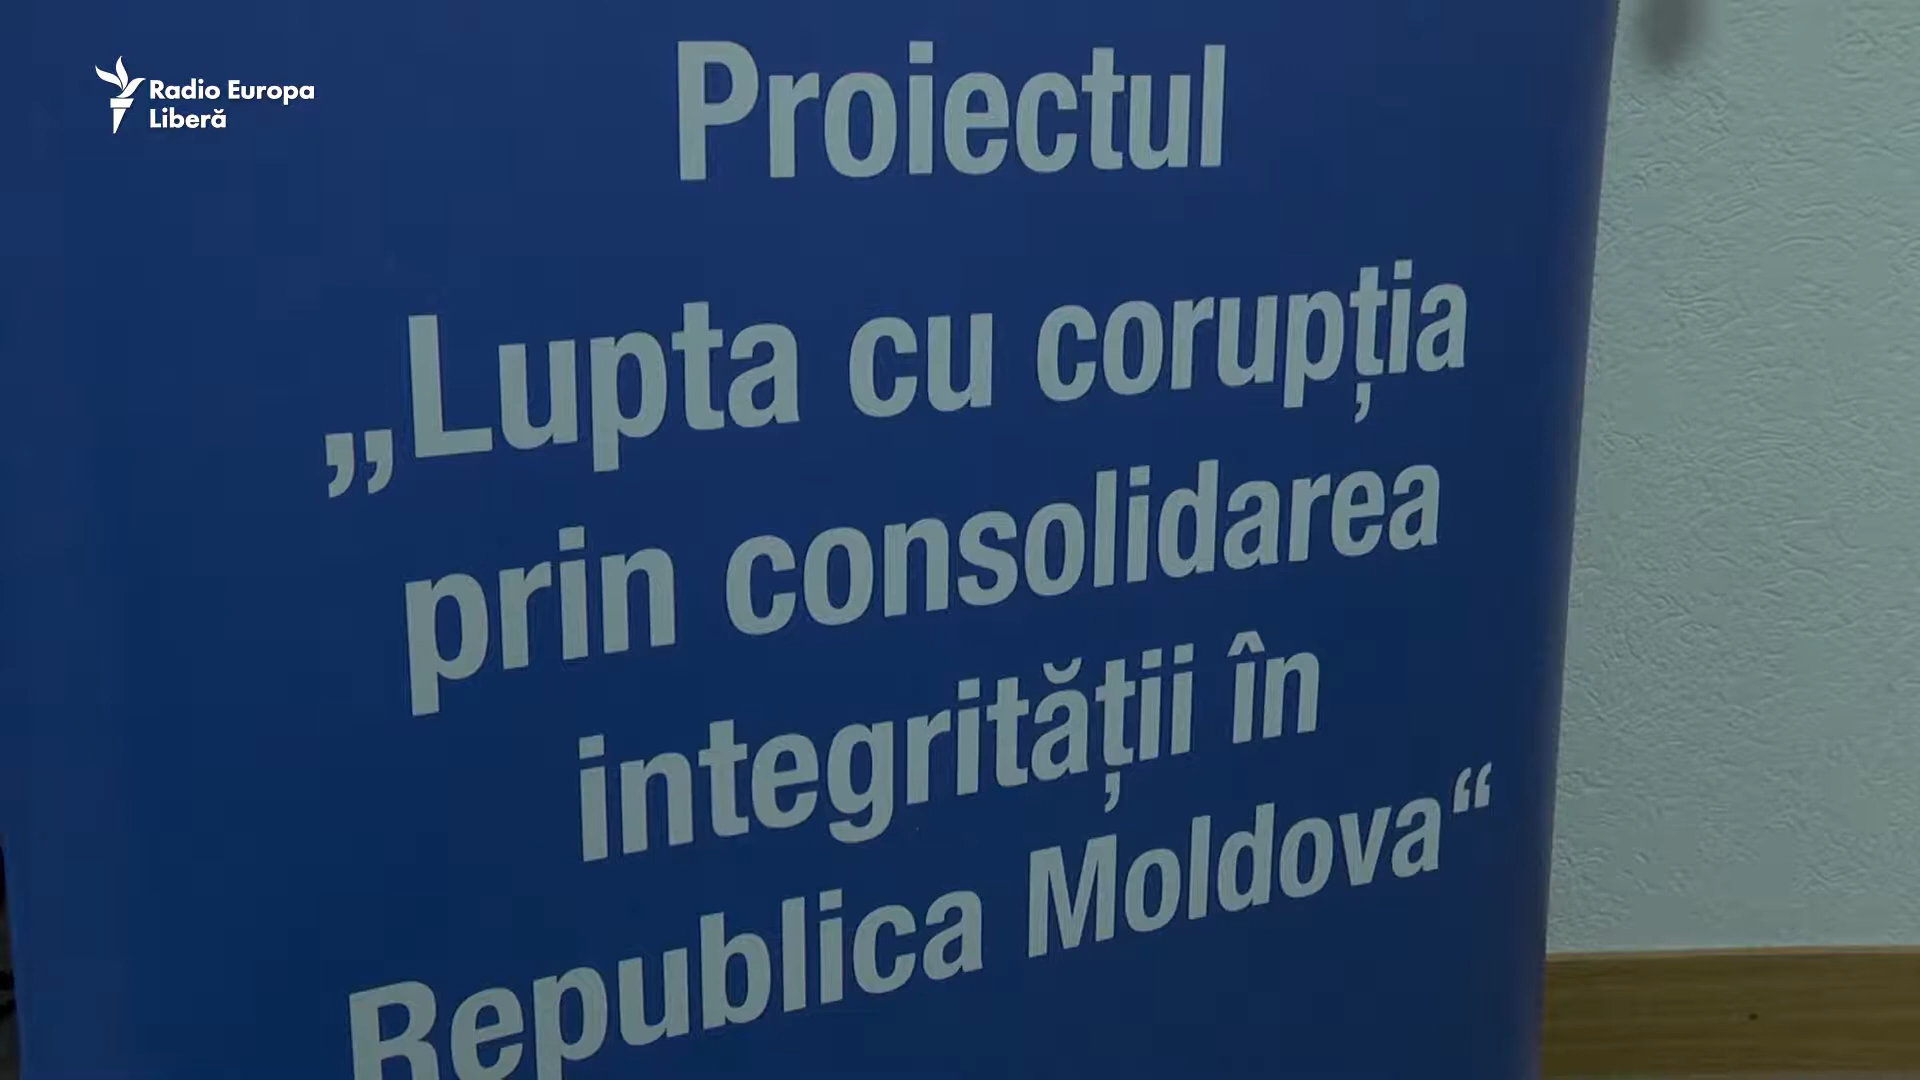 Radio Europa
Liberă
Proiectul
„Lupta cu corupția
prin consolidarea
integrității în
Republica Moldova“